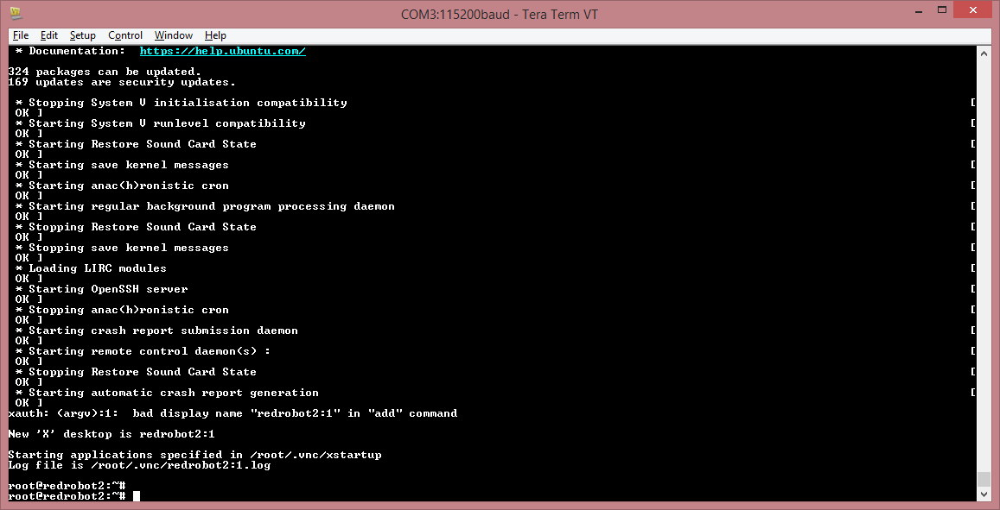 COM3:115200baud - Tera Term VT
File Edit Setup Control Window Help
 * Documentation:  https://help.ubuntu.com/
324 packages can be updated.
169 updates are security updates.
 * Stopping System V initialisation compatibility [
 OK ]
 * Starting System V runlevel compatibility [
 OK ]
 * Starting Restore Sound Card State [
 OK ]
 * Starting save kernel messages [
 OK ]
 * Starting anac(h)ronistic cron [
 OK ]
 * Starting regular background program processing daemon [
 OK ]
 * Stopping Restore Sound Card State [
 OK ]
 * Stopping save kernel messages [
 OK ]
 * Loading LIRC modules [
 OK ]
 * Starting OpenSSH server [
 OK ]
 * Stopping anac(h)ronistic cron [
 OK ]
 * Starting crash report submission daemon [
 OK ]
 * Starting remote control daemon(s) : [
 OK ]
 * Stopping Restore Sound Card State [
 OK ]
 * Starting automatic crash report generation [
 OK ]
xauth: (argv):1:  bad display name "redrobot2:1" in "add" command
New 'X' desktop is redrobot2:1
Starting applications specified in /root/.vnc/xstartup
Log file is /root/.vnc/redrobot2:1.log
root@redrobot2:~#
root@redrobot2:~#